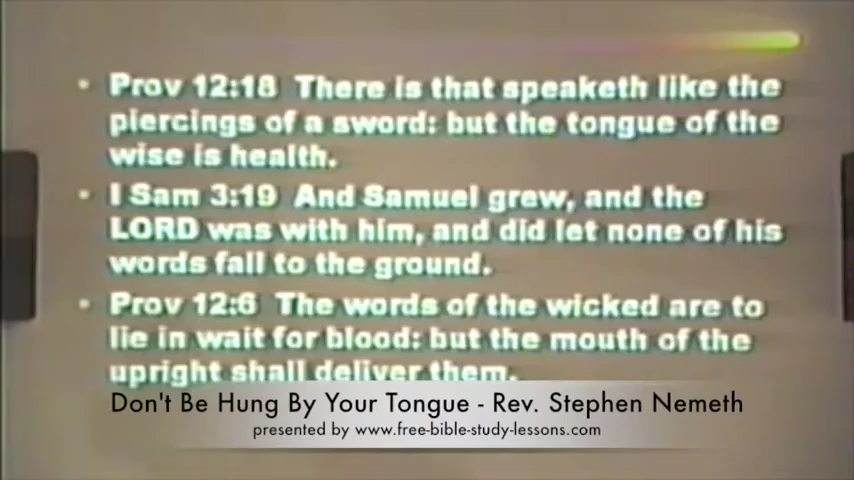 • Prov 12:18 There is that speaketh like the
piercings of a sword: but the tongue of the
wise is health.
• I Sam 3:19 And Samuel grew, and the
LORD was with him, and did let none of his
words fall to the ground.
• Prov 12:6 The words of the wicked are to
lie in wait for blood: but the mouth of the
upright shall deliver them.
Don't Be Hung By Your Tongue - Rev. Stephen Nemeth
presented by www.free-bible-study-lessons.com